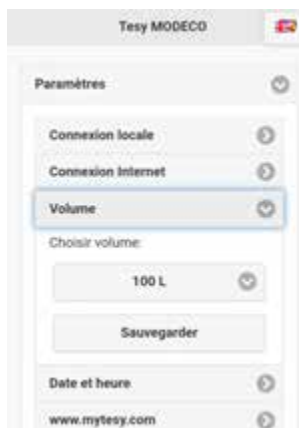 Tesy MODECO
Paramètres
Connexion locale
Connexion Internet
Volume
Choisir volume:
100 L
Sauvegarder
Date et heure
www.mytesy.com